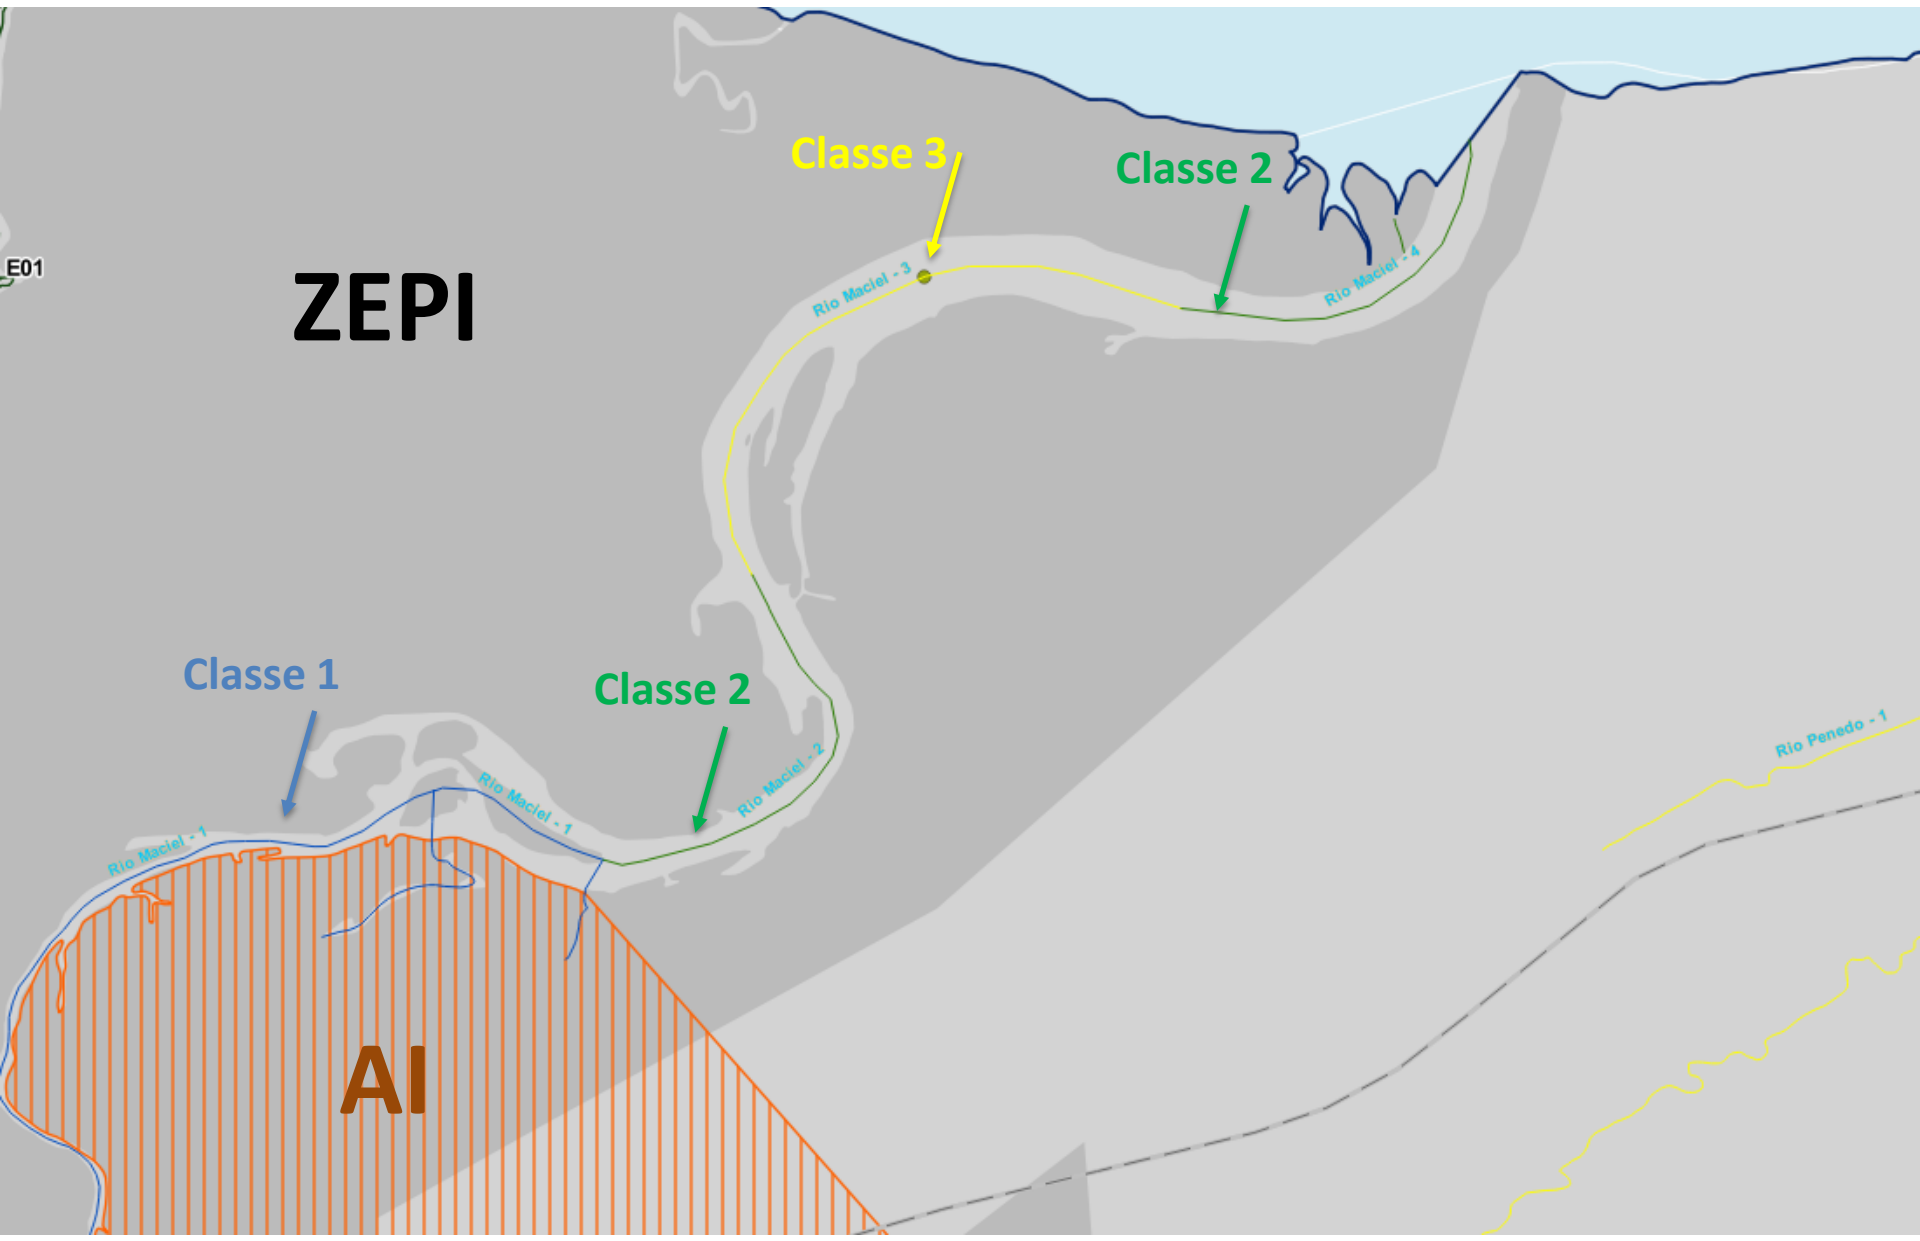 Classe 3
Classe 2
E01
ZEPI
Rio Maciel - 3
Rio Maciel - 4
Classe 1
Classe 2
Rio Penedo - 1
Rio Maciel - 2
Rio Maciel - 1
Rio Maciel - 1
AI